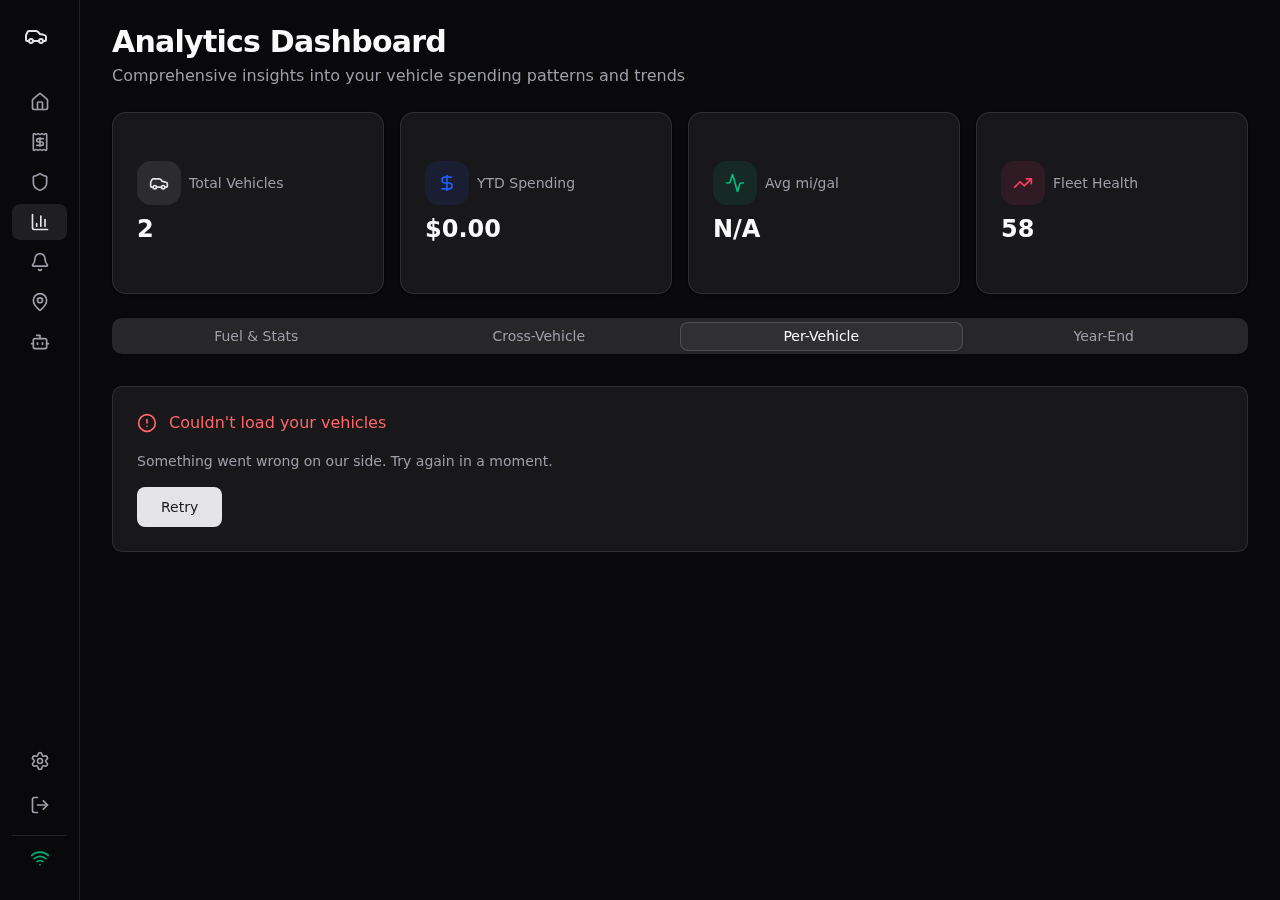 Analytics Dashboard
Comprehensive insights into your vehicle spending patterns and trends
Total Vehicles
2
YTD Spending
$0.00
Avg mi/gal
N/A
Fleet Health
58
Fuel & Stats
Cross-Vehicle
Per-Vehicle
Year-End
Couldn't load your vehicles
Something went wrong on our side. Try again in a moment.
Retry